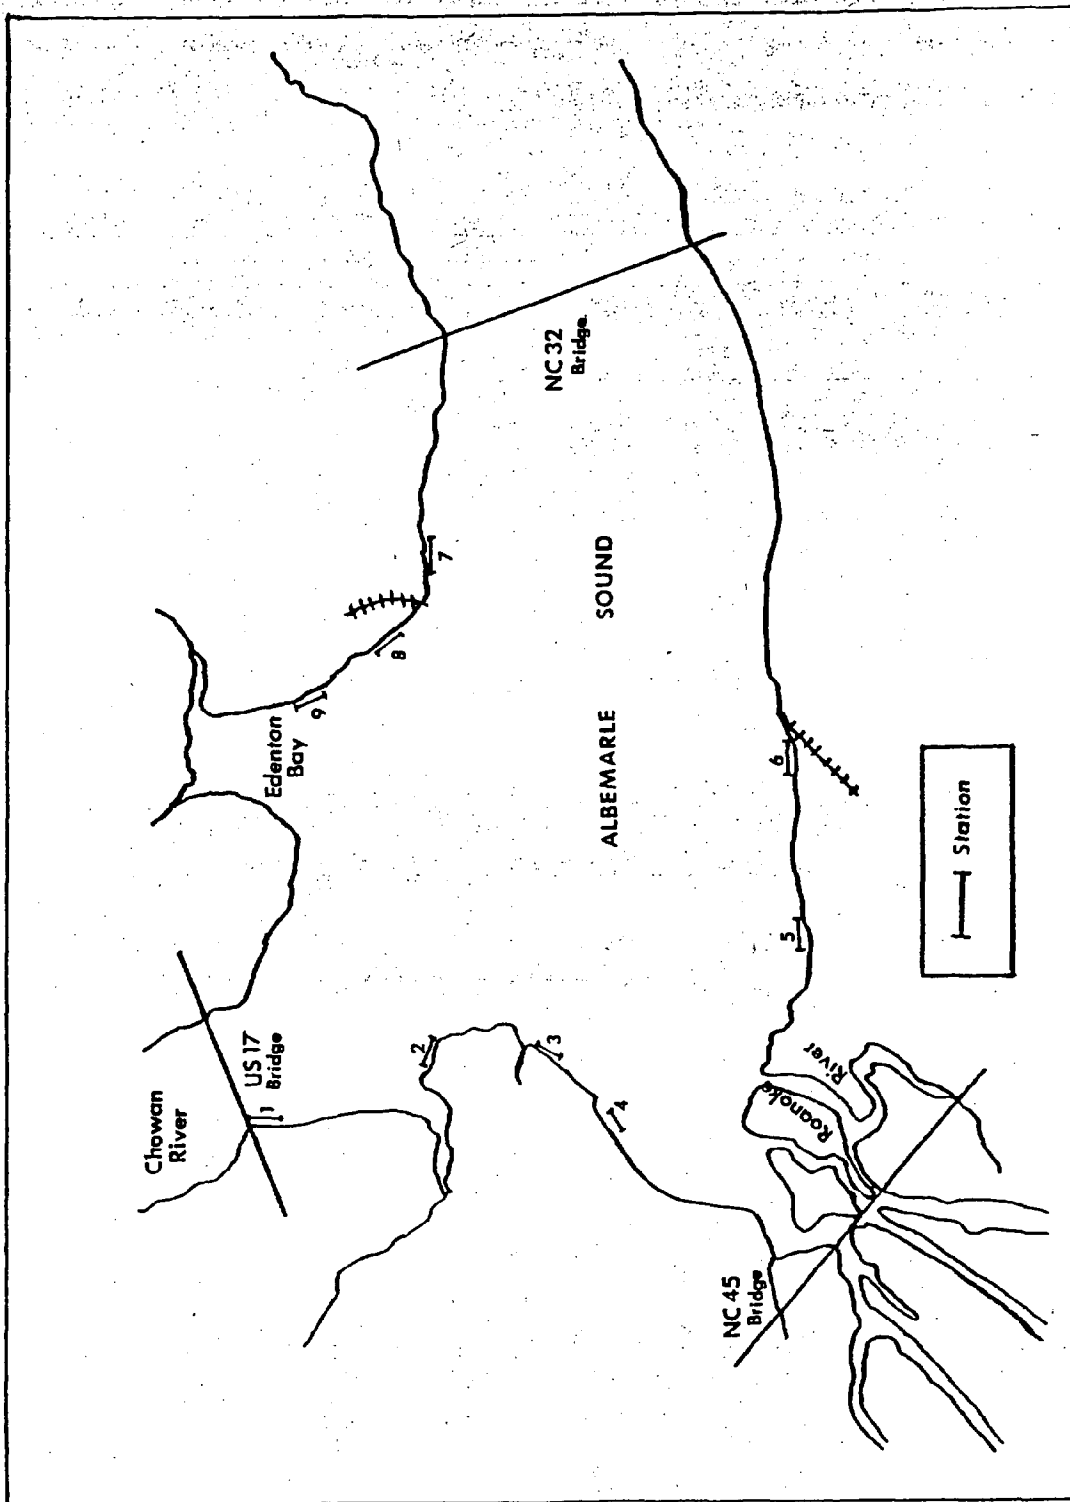 Chowan
River
US 17
Bridge
1
Edenton
Bay
9
8
2
7
3
NC 32
Bridge
4
ALBEMARLE SOUND
NC 45
Bridge
6
5
Roanoke River
Station